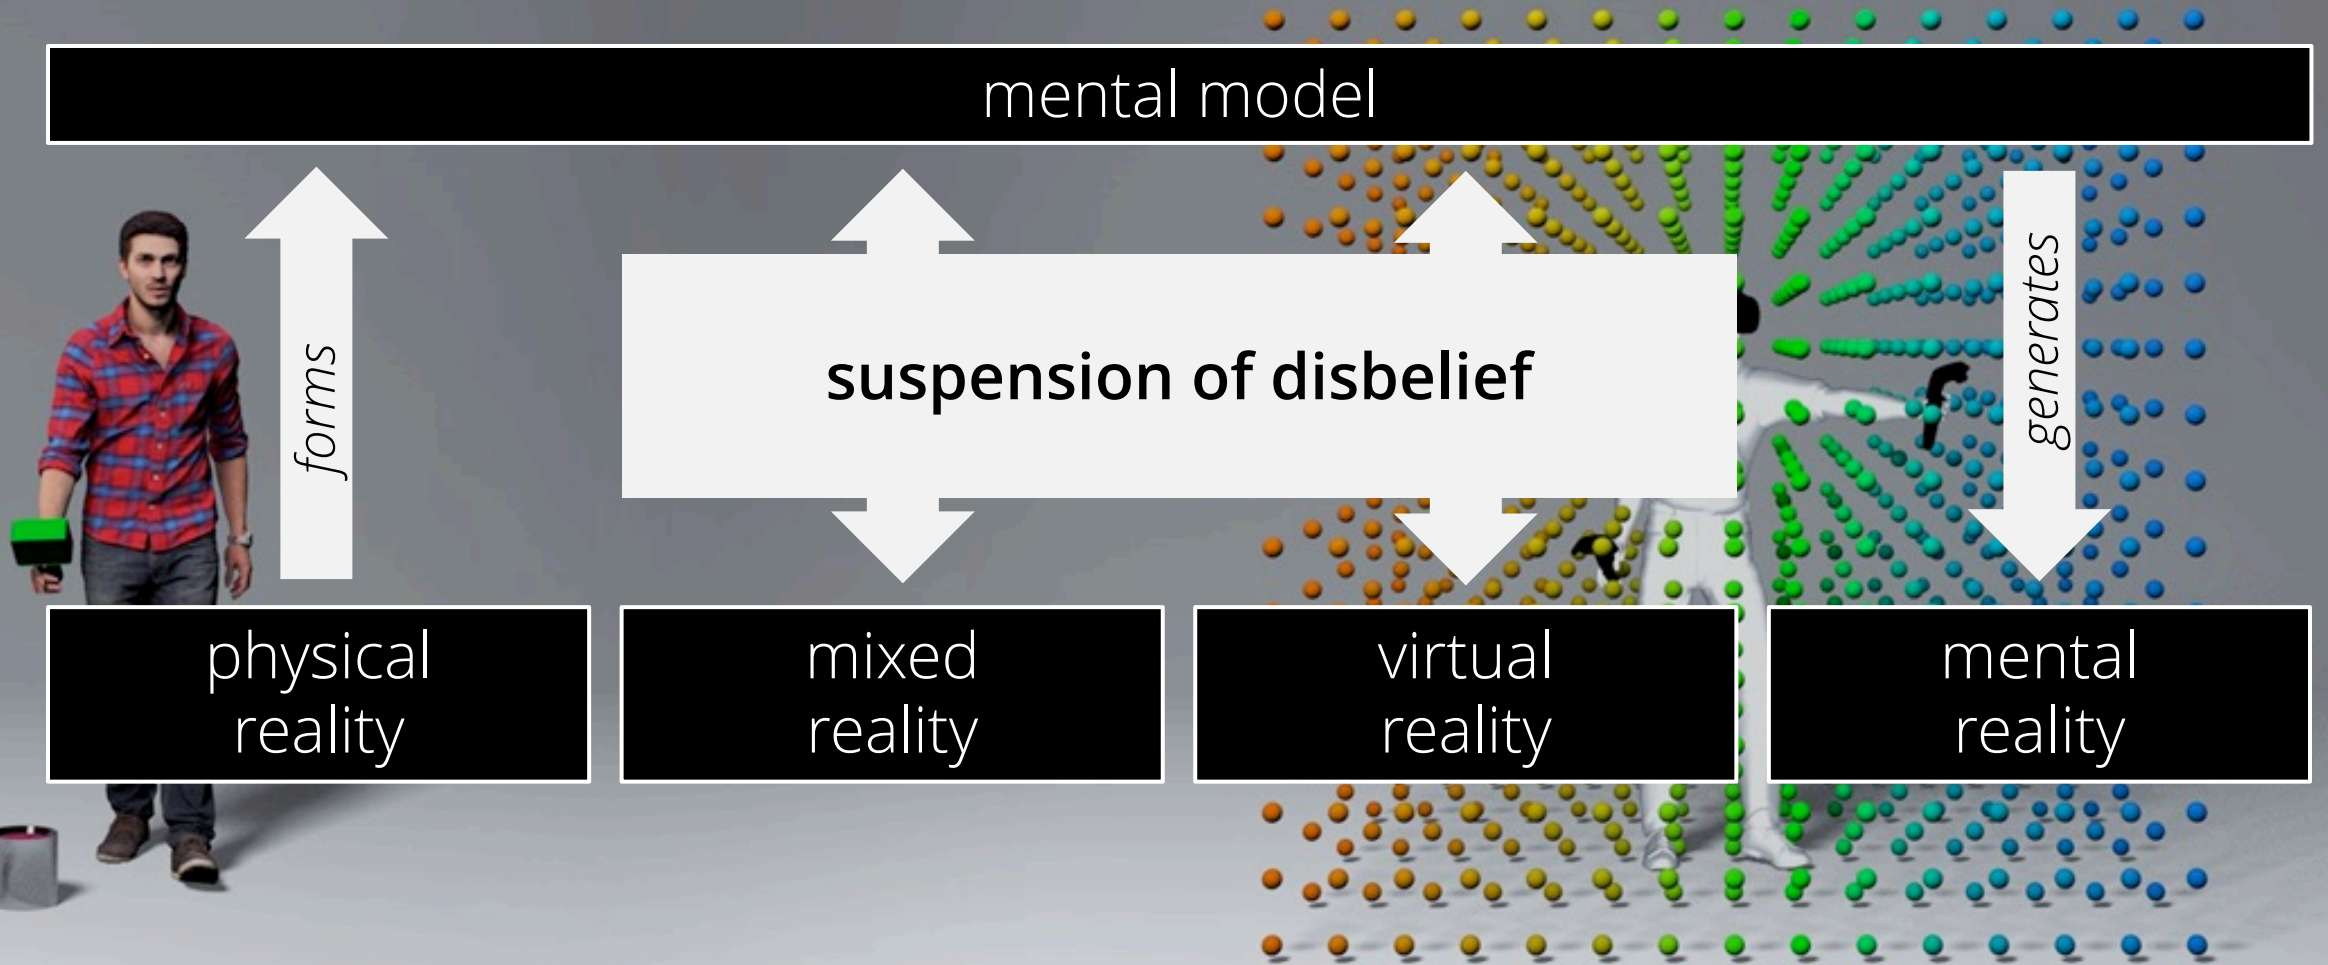 mental model
forms
suspension of disbelief
generates
physical
reality
mixed
reality
virtual
reality
mental
reality